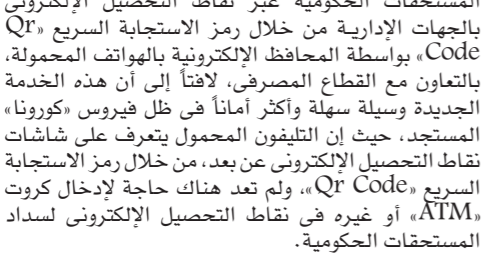 المستحقات الحكومية عبر نقاط التحصيل الإلكترونى
بالجهات الإدارية من خلال رمز الاستجابة السريع «Qr
Code» بواسطة المحافظ الإلكترونية بالهواتف المحمولة،
بالتعاون مع القطاع المصرفى، لافتاً إلى أن هذه الخدمة
الجديدة وسيلة سهلة وأكثر أماناً فى ظل فيروس «كورونا»
المستجد، حيث إن التليفون المحمول يتعرف على شاشات
نقاط التحصيل الإلكترونى عن بعد، من خلال رمز الاستجابة
السريع «Qr Code»، ولم تعد هناك حاجة لإدخال كروت
«ATM» أو غيره فى نقاط التحصيل الإلكترونى لسداد
المستحقات الحكومية.